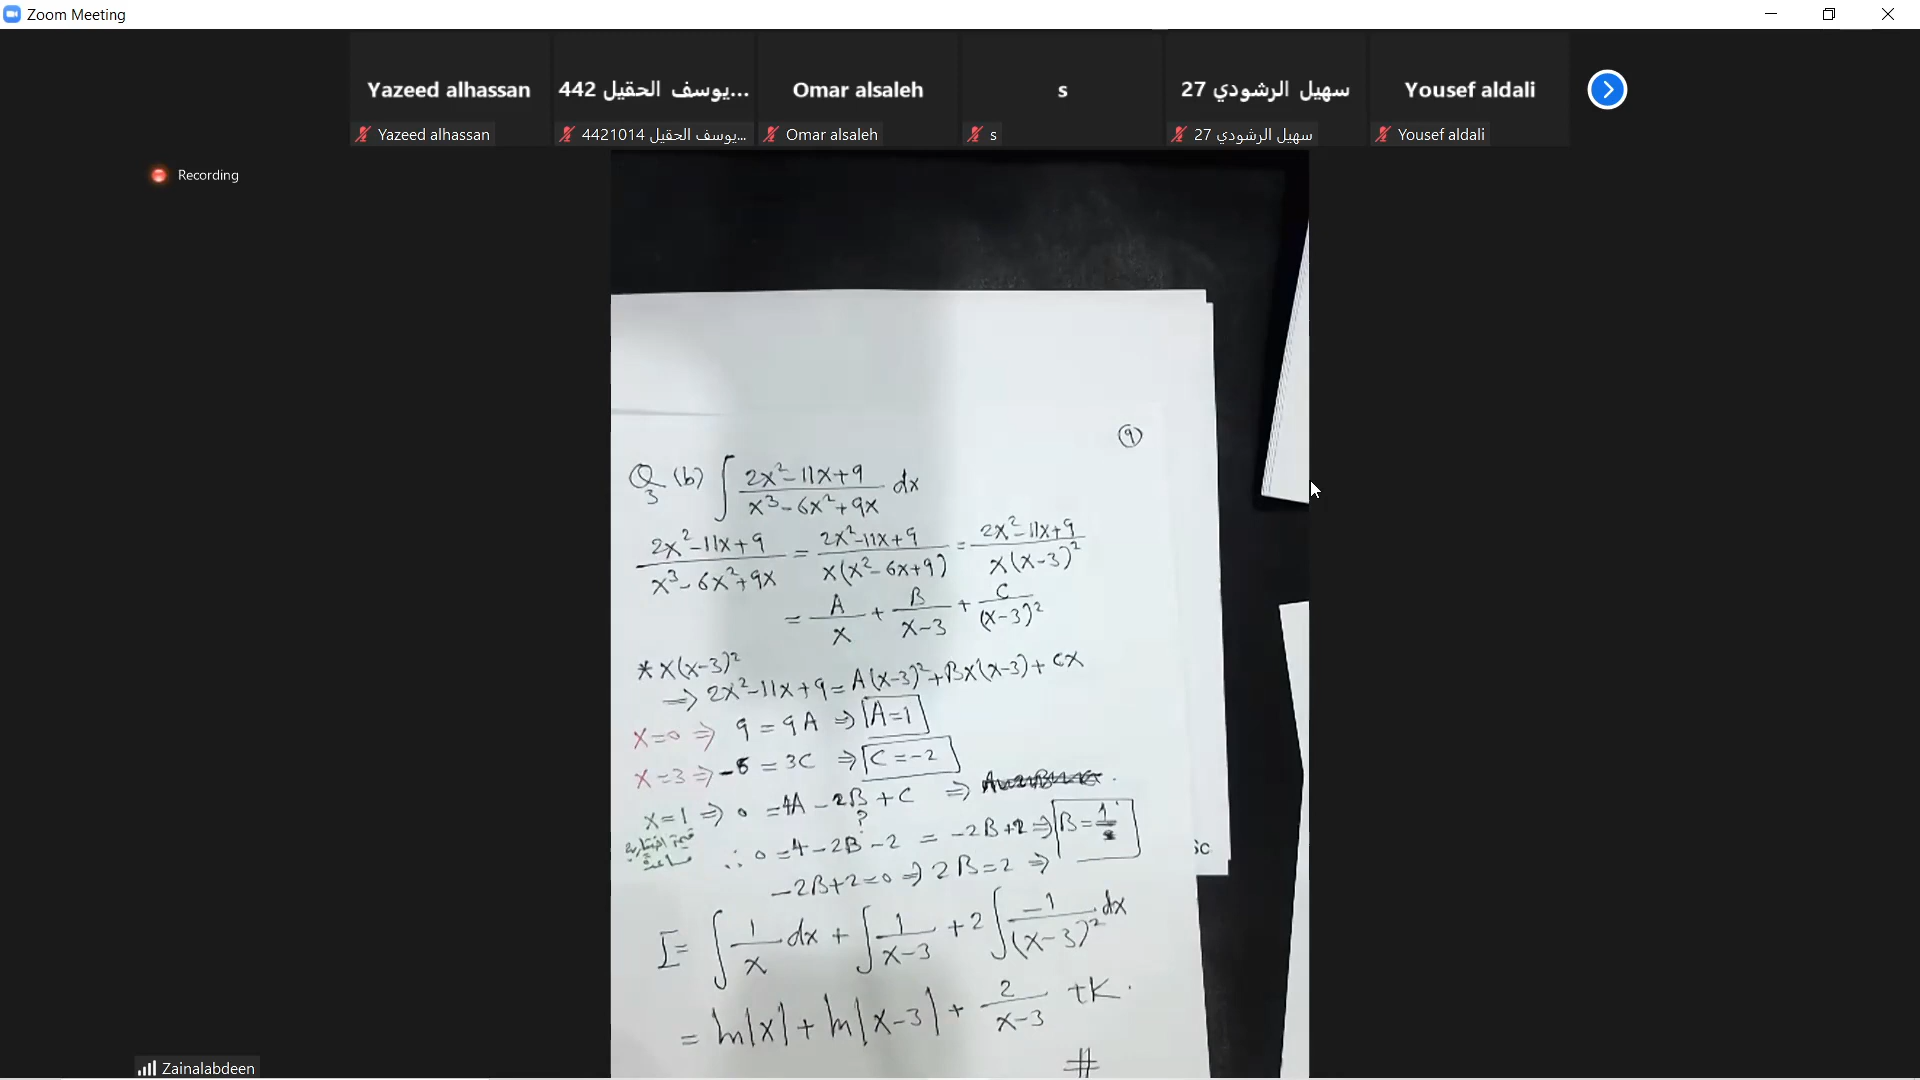 Zoom Meeting
Yazeed alhassan
442 يوسف الحقيل...
Omar alsaleh
s
سهيل الرشودي 27
Yousef aldali
Yazeed alhassan
4421014 يوسف الحقيل...
Omar alsaleh
s
سهيل الرشودي 27
Yousef aldali
Recording
9
Q3 (b) ∫ (2x²-11x+9)/(x³-6x²+9x) dx
(2x²-11x+9)/(x³-6x²+9x) = (2x²-11x+9)/(x(x²-6x+9)) = (2x²-11x+9)/(x(x-3)²)
= A/x + B/(x-3) + C/(x-3)²
* x(x-3)²
⇒ 2x²-11x+9 = A(x-3)²+Bx(x-3)+Cx
x=0 ⇒ 9 = 9A ⇒ A=1
x=3 ⇒ -6 = 3C ⇒ C=-2
x=1 ⇒ 0 = 4A - 2B + C ⇒
?
قيمة اختيارية
مساعدة
∴ 0 = 4-2B-2 = -2B+2 ⇒ B=1
-2B+2=0 ⇒ 2B=2 ⇒
I = ∫ 1/x dx + ∫ 1/(x-3) + 2 ∫ -1/(x-3)² dx
= ln|x| + ln|x-3| + 2/(x-3) + K.
#
sc
Zainalabdeen